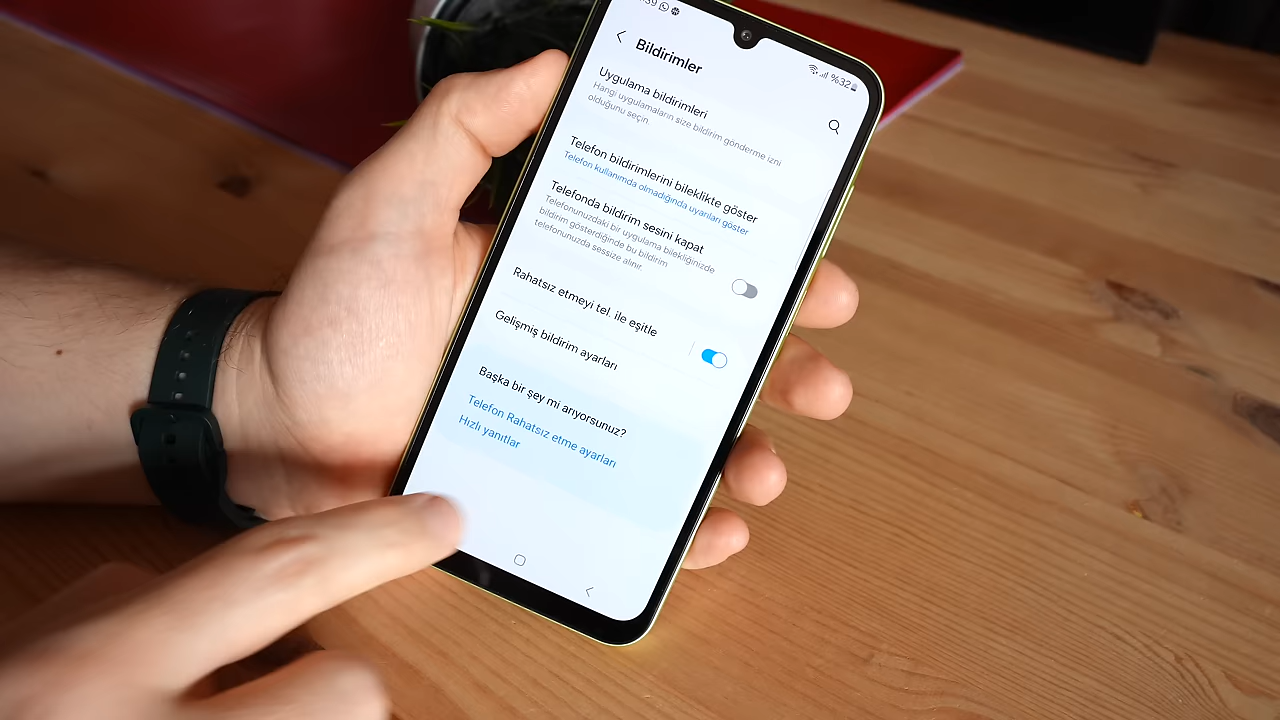 :39
%32
Bildirimler
Uygulama bildirimleri
Hangi uygulamaların size bildirim gönderme izni
olduğunu seçin.
Telefon bildirimlerini bileklikte göster
Telefon kullanımda olmadığında uyarıları göster
Telefonda bildirim sesini kapat
Telefonunuzdaki bir uygulama bilekliğinizde
bildirim gösterdiğinde bu bildirim
telefonunuzda sessize alınır.
Rahatsız etmeyi tel. ile eşitle
Gelişmiş bildirim ayarları
Başka bir şey mi arıyorsunuz?
Telefon Rahatsız etme ayarları
Hızlı yanıtlar